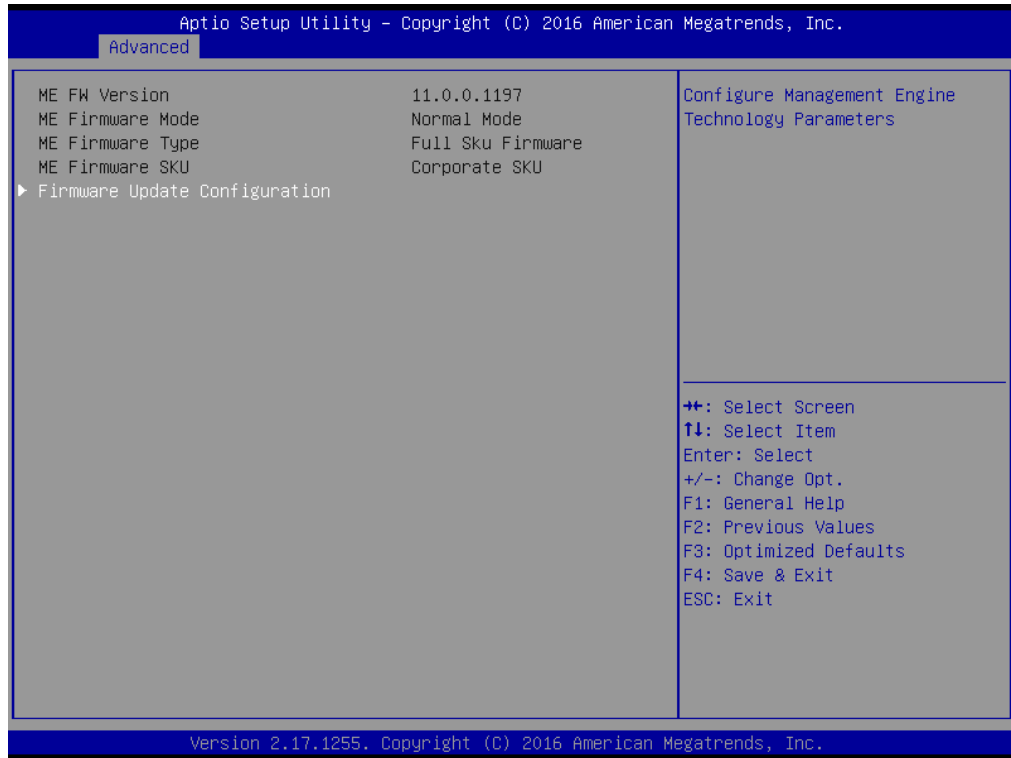 Aptio Setup Utility – Copyright (C) 2016 American Megatrends, Inc.
Advanced
ME FW Version 11.0.0.1197
ME Firmware Mode Normal Mode
ME Firmware Type Full Sku Firmware
ME Firmware SKU Corporate SKU
▶ Firmware Update Configuration
Configure Management Engine
Technology Parameters
→←: Select Screen
↑↓: Select Item
Enter: Select
+/-: Change Opt.
F1: General Help
F2: Previous Values
F3: Optimized Defaults
F4: Save & Exit
ESC: Exit
Version 2.17.1255. Copyright (C) 2016 American Megatrends, Inc.